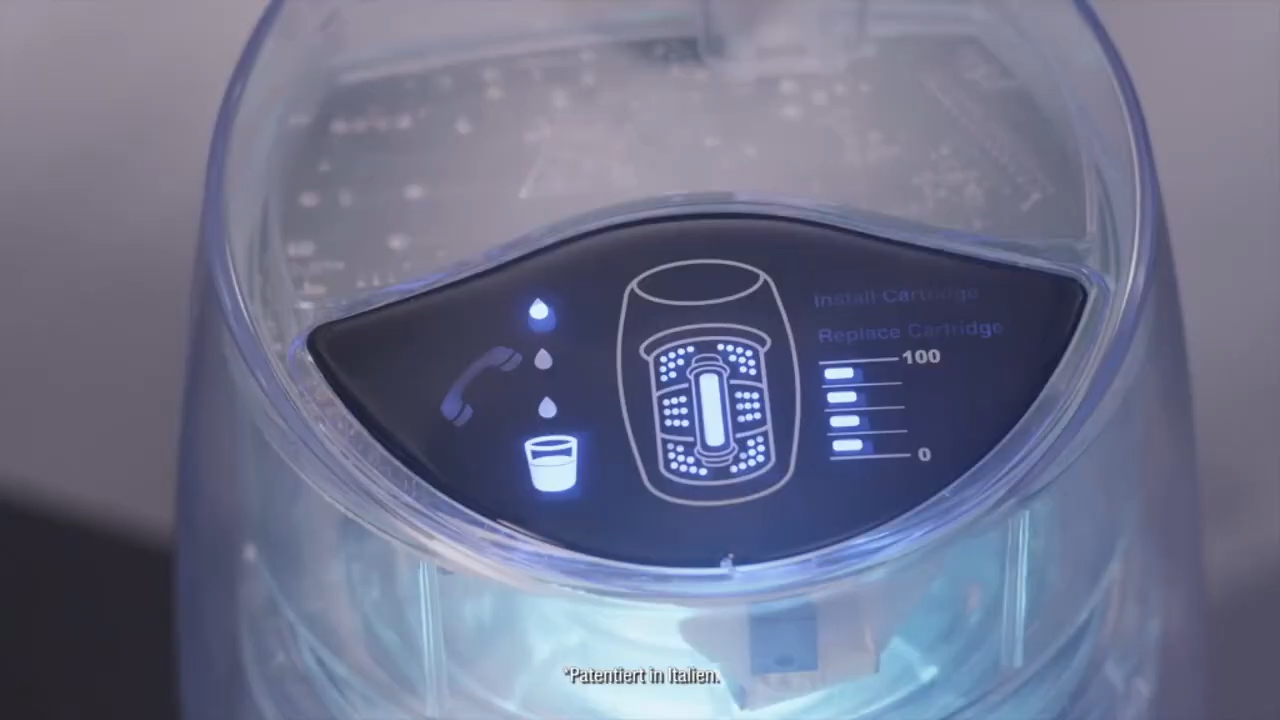 Install Cartridge
Replace Cartridge
100
0
*Patentiert in Italien.